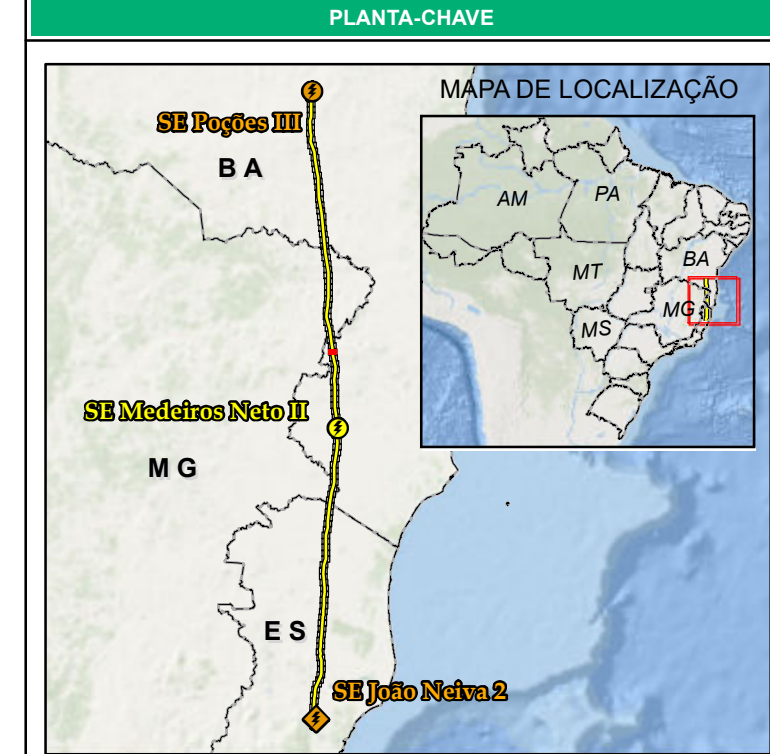 PLANTA-CHAVE
MAPA DE LOCALIZAÇÃO
SE Poções III
B A
AM
PA
BA
MT
MG
MS
SE Medeiros Neto II
M G
E S
SE João Neiva 2